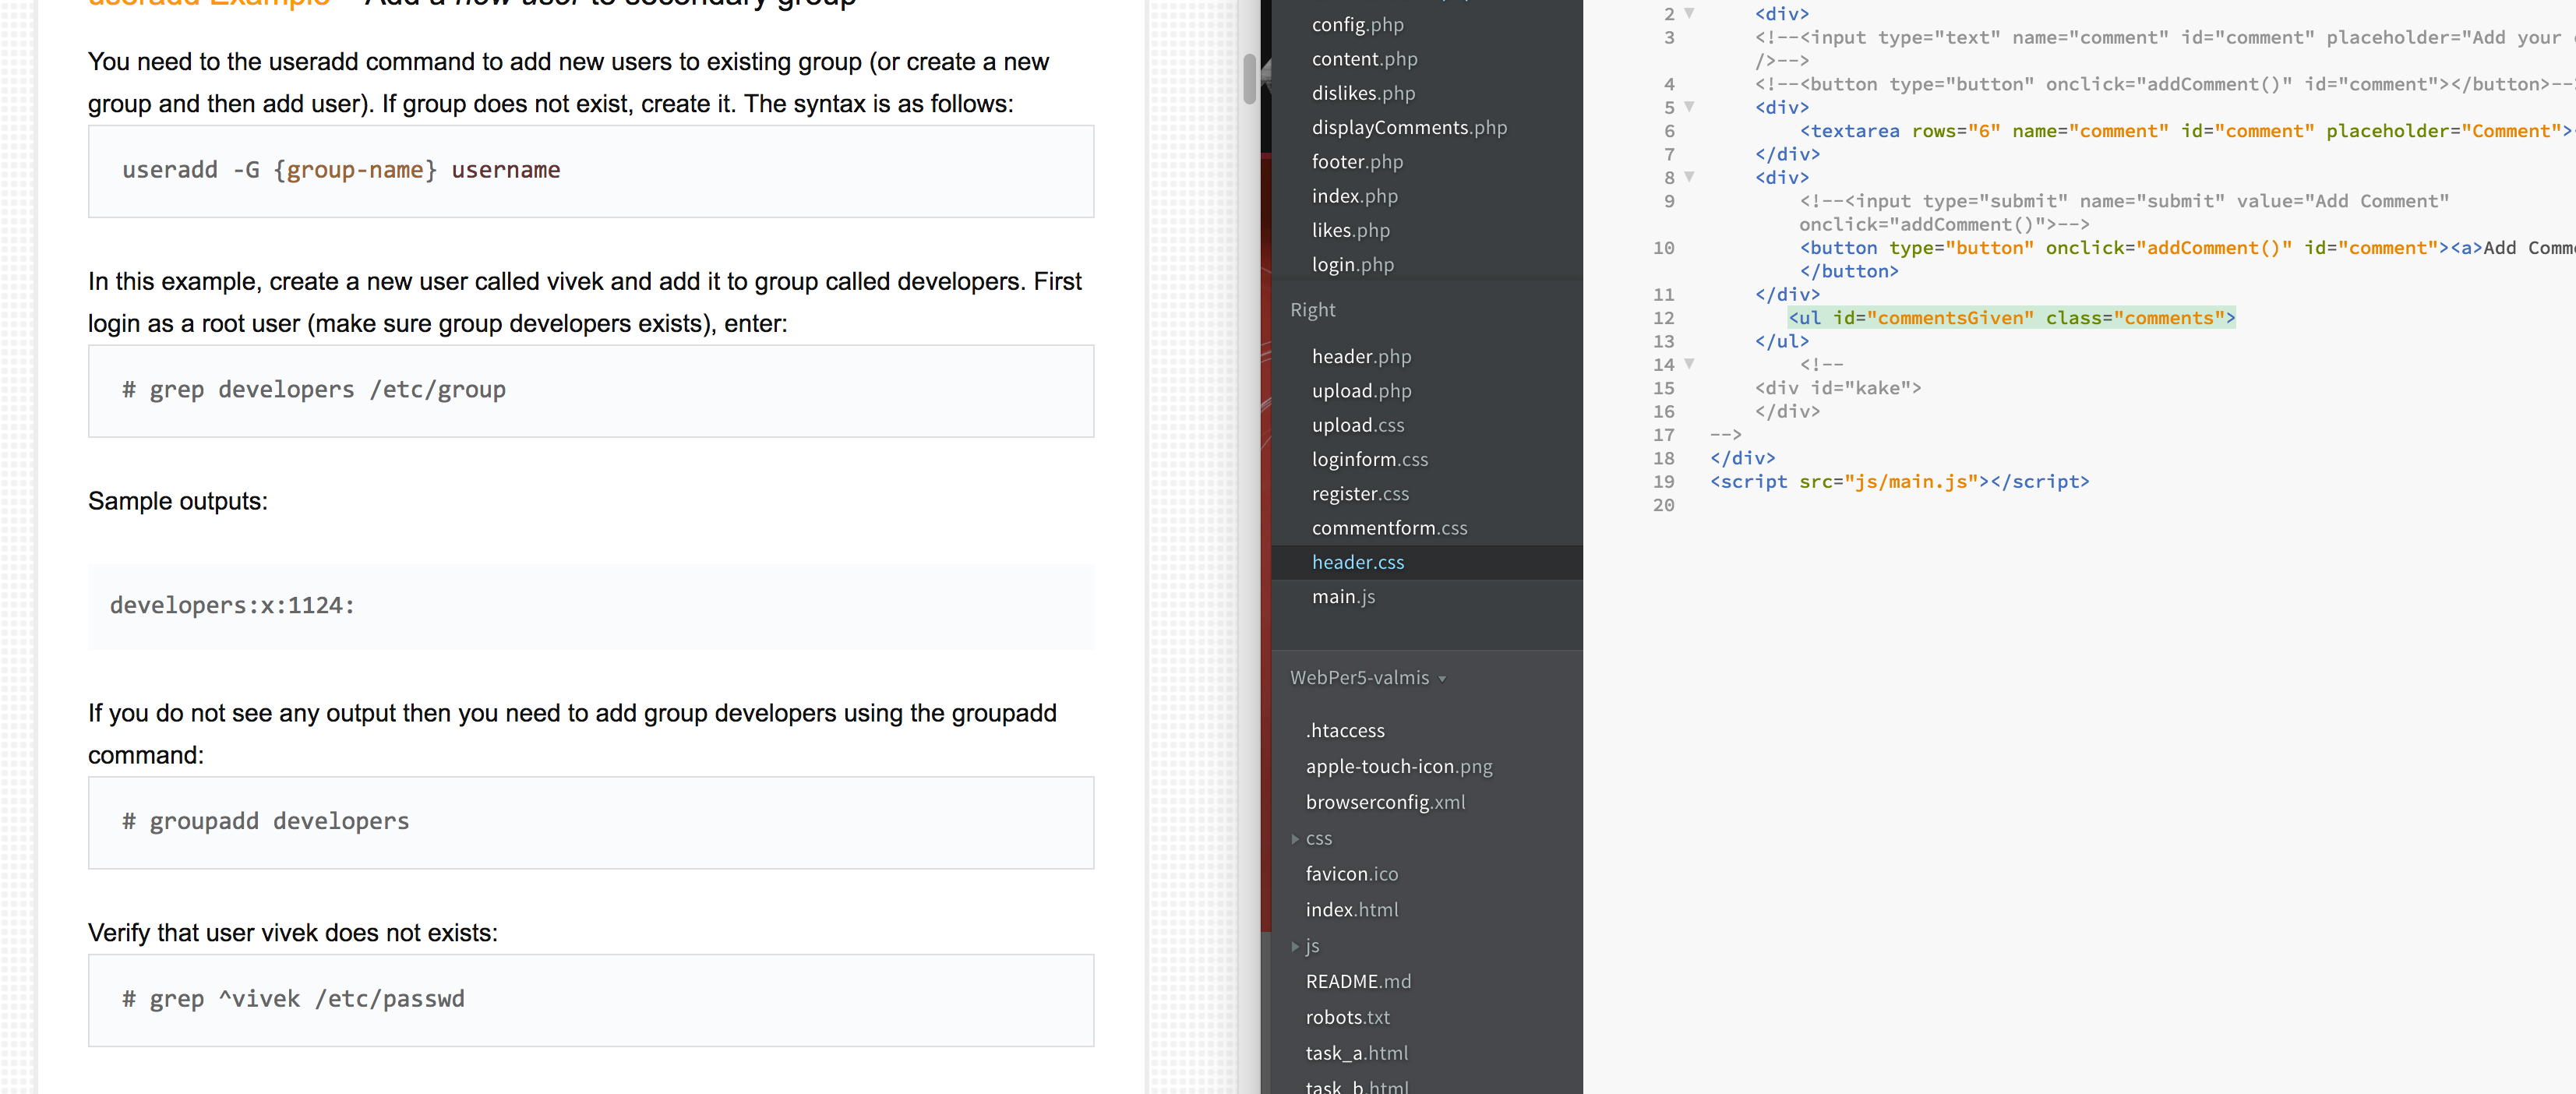 useradd Example – Add a new user to secondary group
You need to the useradd command to add new users to existing group (or create a new
group and then add user). If group does not exist, create it. The syntax is as follows:
useradd -G {group-name} username
In this example, create a new user called vivek and add it to group called developers. First
login as a root user (make sure group developers exists), enter:
# grep developers /etc/group
Sample outputs:
developers:x:1124:
If you do not see any output then you need to add group developers using the groupadd
command:
# groupadd developers
Verify that user vivek does not exists:
# grep ^vivek /etc/passwd
config.php
content.php
dislikes.php
displayComments.php
footer.php
index.php
likes.php
login.php
Right
header.php
upload.php
upload.css
loginform.css
register.css
commentform.css
header.css
main.js
WebPer5-valmis
.htaccess
apple-touch-icon.png
browserconfig.xml
css
favicon.ico
index.html
js
README.md
robots.txt
task_a.html
task_b.html
2 <div>
3 <!--<input type="text" name="comment" id="comment" placeholder="Add your
/>-->
4 <!--<button type="button" onclick="addComment()" id="comment"></button>--
5 <div>
6 <textarea rows="6" name="comment" id="comment" placeholder="Comment">
7 </div>
8 <div>
9 <!--<input type="submit" name="submit" value="Add Comment"
onclick="addComment()">-->
10 <button type="button" onclick="addComment()" id="comment"><a>Add Comm
</button>
11 </div>
12 <ul id="commentsGiven" class="comments">
13 </ul>
14 <!--
15 <div id="kake">
16 </div>
17 -->
18 </div>
19 <script src="js/main.js"></script>
20